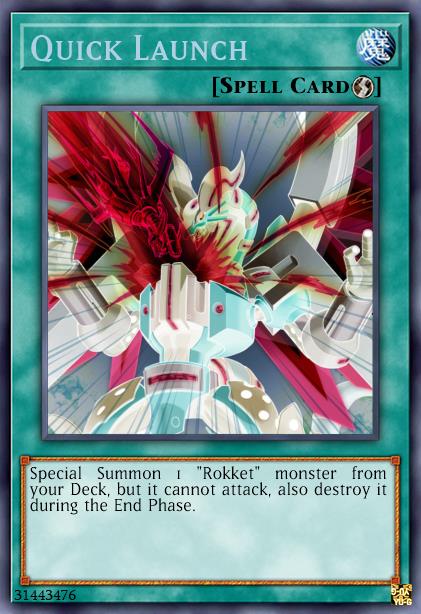 QUICK LAUNCH
魔
[SPELL CARD]
Special Summon 1 "Rokket" monster from
your Deck, but it cannot attack, also destroy it
during the End Phase.
31443476